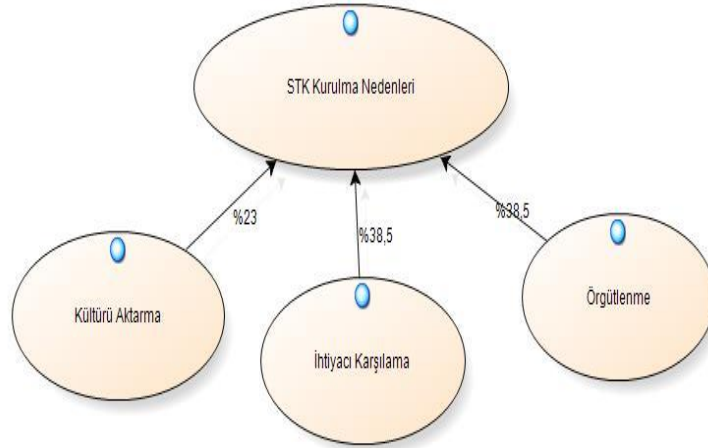 STK Kurulma Nedenleri
%23
%38,5
%38,5
Kültürü Aktarma
İhtiyacı Karşılama
Örgütlenme